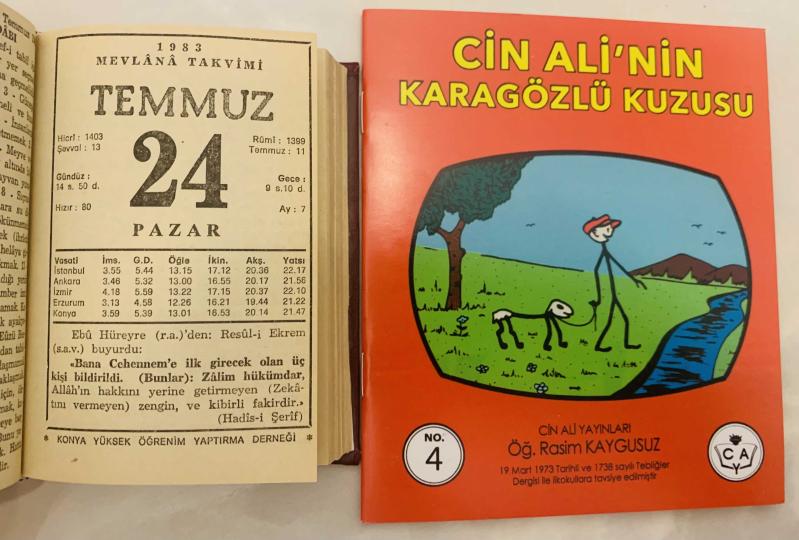 1983
MEVLÂNÂ TAKVİMİ
TEMMUZ
Hicrî : 1403
Şevval : 13
24
Rûmî : 1399
Temmuz : 11
Gündüz :
14 s. 50 d.
Gece :
9 s. 10 d.
Hızır : 80
Ay : 7
PAZAR
Vasati İms. G.D. Öğle İkin. Akş. Yatsı
İstanbul 3.55 5.44 13.15 17.12 20.36 22.17
Ankara 3.46 5.32 13.00 16.55 20.17 21.56
İzmir 4.18 5.59 13.22 17.15 20.37 22.10
Erzurum 3.13 4.58 12.26 16.21 19.44 21.22
Konya 3.59 5.39 13.01 16.53 20.14 21.47
Ebû Hüreyre (r.a.)'den: Resûl-i Ekrem
(s.a.v.) buyurdu:
«Bana Cehennem'e ilk girecek olan üç
kişi bildirildi. (Bunlar): Zâlim hükümdar,
Allâh'ın hakkını yerine getirmeyen (Zekâ-
tını vermeyen) zengin, ve kibirli fakirdir.»
(Hadîs-i Şerîf)
* KONYA YÜKSEK ÖĞRENİM YAPTIRMA DERNEĞİ *
CİN ALİ'NİN
KARAGÖZLÜ KUZUSU
CİN ALİ YAYINLARI
Öğ. Rasim KAYGUSUZ
19 Mart 1973 Tarihli ve 1738 sayılı Tebliğler
Dergisi ile ilkokullara tavsiye edilmiştir
NO.
4
C A
Y